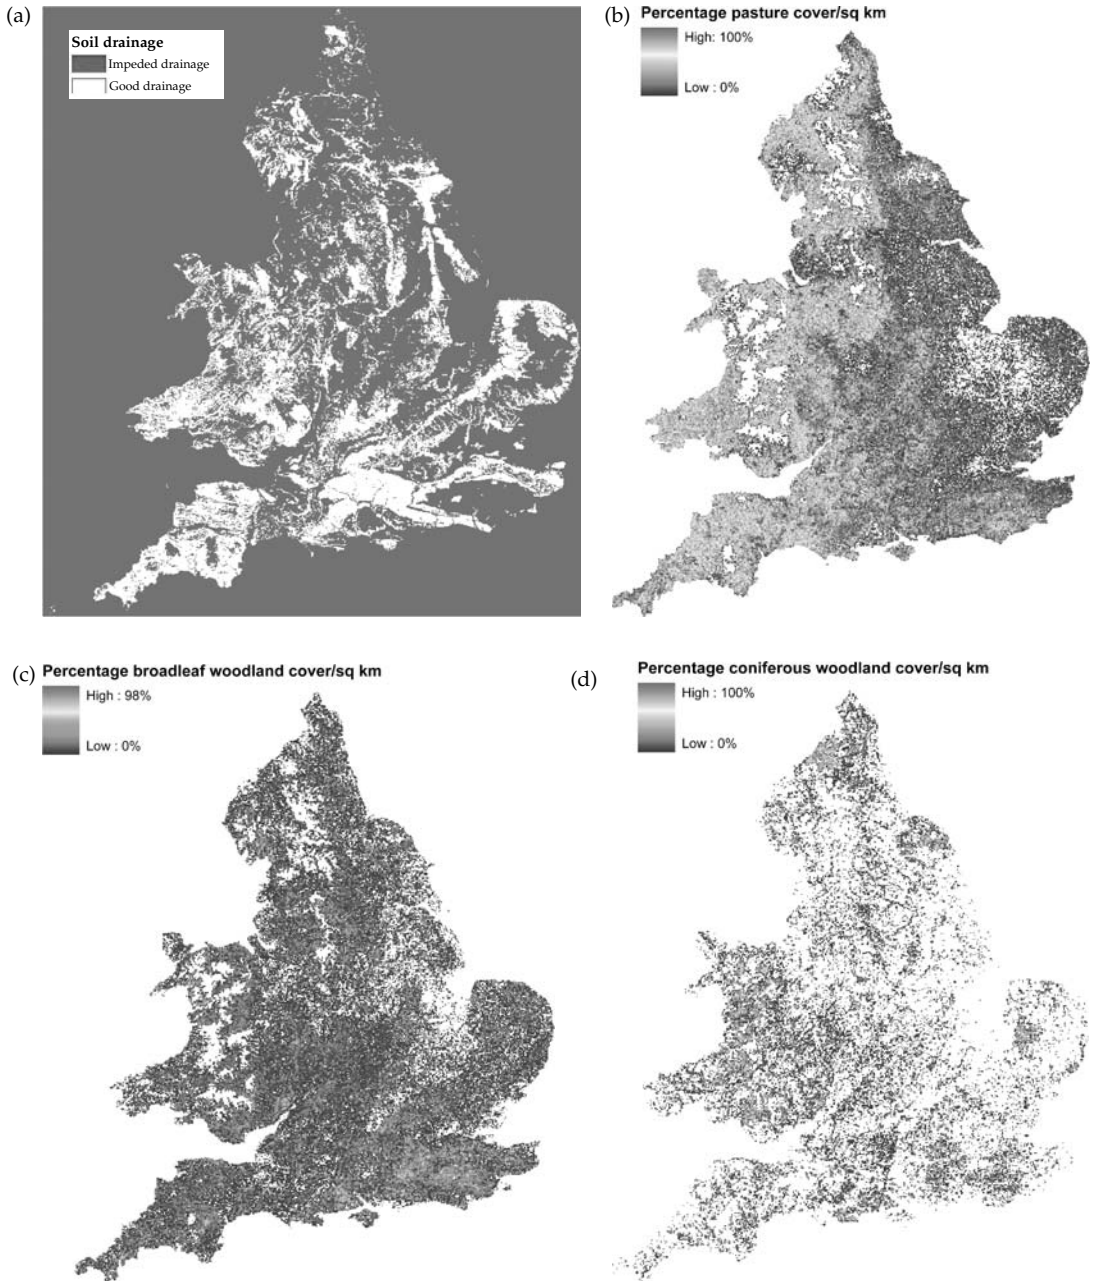 (a)
Soil drainage
Impeded drainage
Good drainage
(b)
Percentage pasture cover/sq km
High: 100%
Low : 0%
(c)
Percentage broadleaf woodland cover/sq km
High : 98%
Low : 0%
(d)
Percentage coniferous woodland cover/sq km
High : 100%
Low : 0%